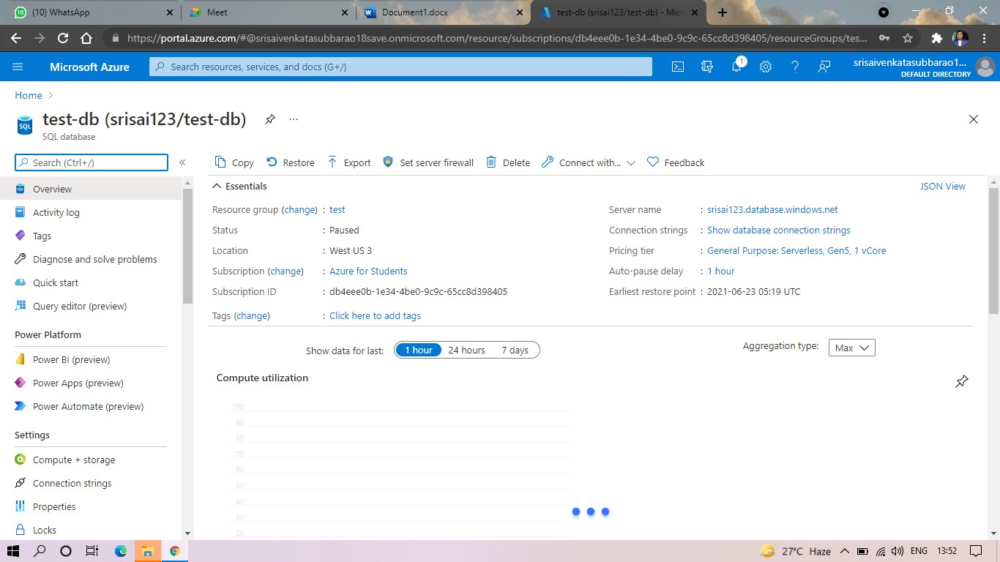 (10) WhatsApp
Meet
Document1.docx
test-db (srisai123/test-db) - Micr
https://portal.azure.com/#@srisaivenkatasubbarao18save.onmicrosoft.com/resource/subscriptions/db4eee0b-1e34-4be0-9c9c-65cc8d398405/resourceGroups/tes...
Microsoft Azure
Search resources, services, and docs (G+/)
1
srisaivenkatasubbarao1...
DEFAULT DIRECTORY
Home
test-db (srisai123/test-db)
SQL database
Search (Ctrl+/)
«
Copy
Restore
Export
Set server firewall
Delete
Connect with...
Feedback
Overview
Activity log
Tags
Diagnose and solve problems
Quick start
Query editor (preview)
Power Platform
Power BI (preview)
Power Apps (preview)
Power Automate (preview)
Settings
Compute + storage
Connection strings
Properties
Locks
Essentials
JSON View
Resource group (change) : test
Status : Paused
Location : West US 3
Subscription (change) : Azure for Students
Subscription ID : db4eee0b-1e34-4be0-9c9c-65cc8d398405
Tags (change) : Click here to add tags
Server name : srisai123.database.windows.net
Connection strings : Show database connection strings
Pricing tier : General Purpose: Serverless, Gen5, 1 vCore
Auto-pause delay : 1 hour
Earliest restore point : 2021-06-23 05:19 UTC
Show data for last: 1 hour 24 hours 7 days
Aggregation type: Max
Compute utilization
100
90
80
70
60
50
40
30
20
27°C Haze
ENG
13:52